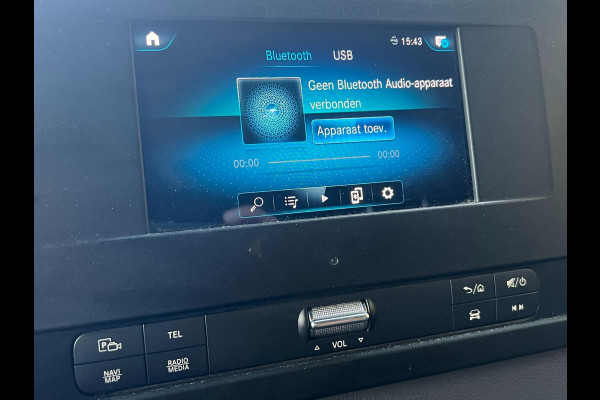 15:43
Bluetooth USB
Geen Bluetooth Audio-apparaat
verbonden
Apparaat toev.
00:00 00:00
P
TEL
NAVI
MAP
RADIO
MEDIA
VOL